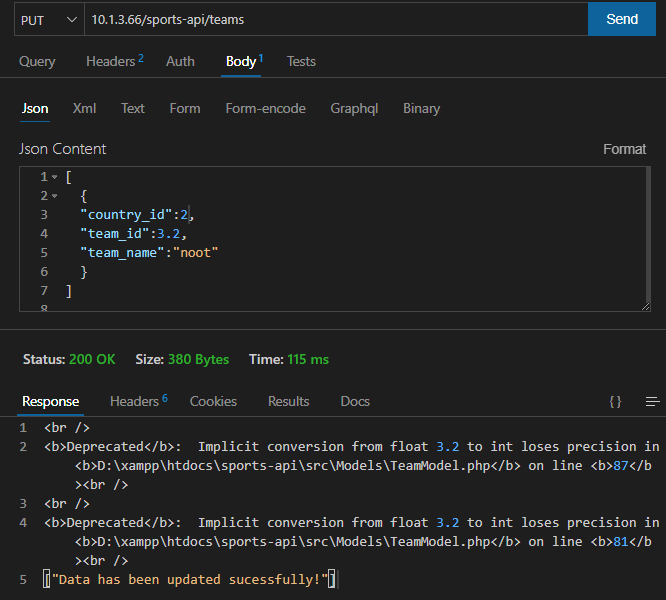 PUT 10.1.3.66/sports-api/teams Send
Query Headers 2 Auth Body 1 Tests
Json Xml Text Form Form-encode Graphql Binary
Json Content Format
1 [
2 {
3 "country_id":2,
4 "team_id":3.2,
5 "team_name":"noot"
6 }
7 ]
8
Status: 200 OK Size: 380 Bytes Time: 115 ms
Response Headers 6 Cookies Results Docs { }
1 <br />
2 <b>Deprecated</b>:  Implicit conversion from float 3.2 to int loses precision in
<b>D:\xampp\htdocs\sports-api\src\Models\TeamModel.php</b> on line <b>87</b
><br />
3 <br />
4 <b>Deprecated</b>:  Implicit conversion from float 3.2 to int loses precision in
<b>D:\xampp\htdocs\sports-api\src\Models\TeamModel.php</b> on line <b>81</b
><br />
5 ["Data has been updated sucessfully!"]